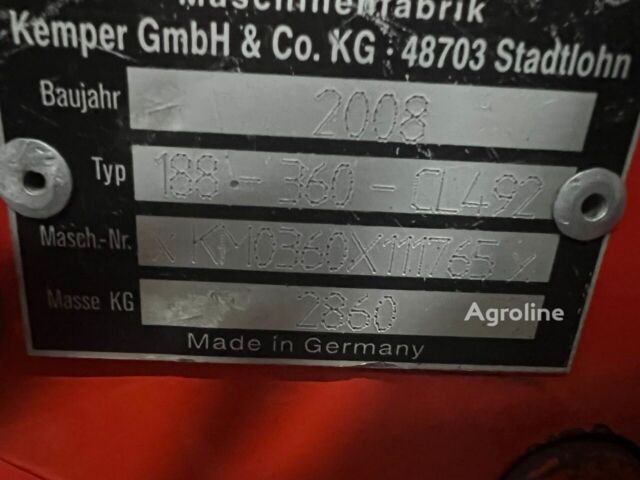 Maschinenfabrik
Kemper GmbH & Co. KG · 48703 Stadtlohn
Baujahr 2008
Typ 188-360-CL492
Masch.-Nr. x KM0360X111765 x
Masse KG 2860
Agroline
Made in Germany